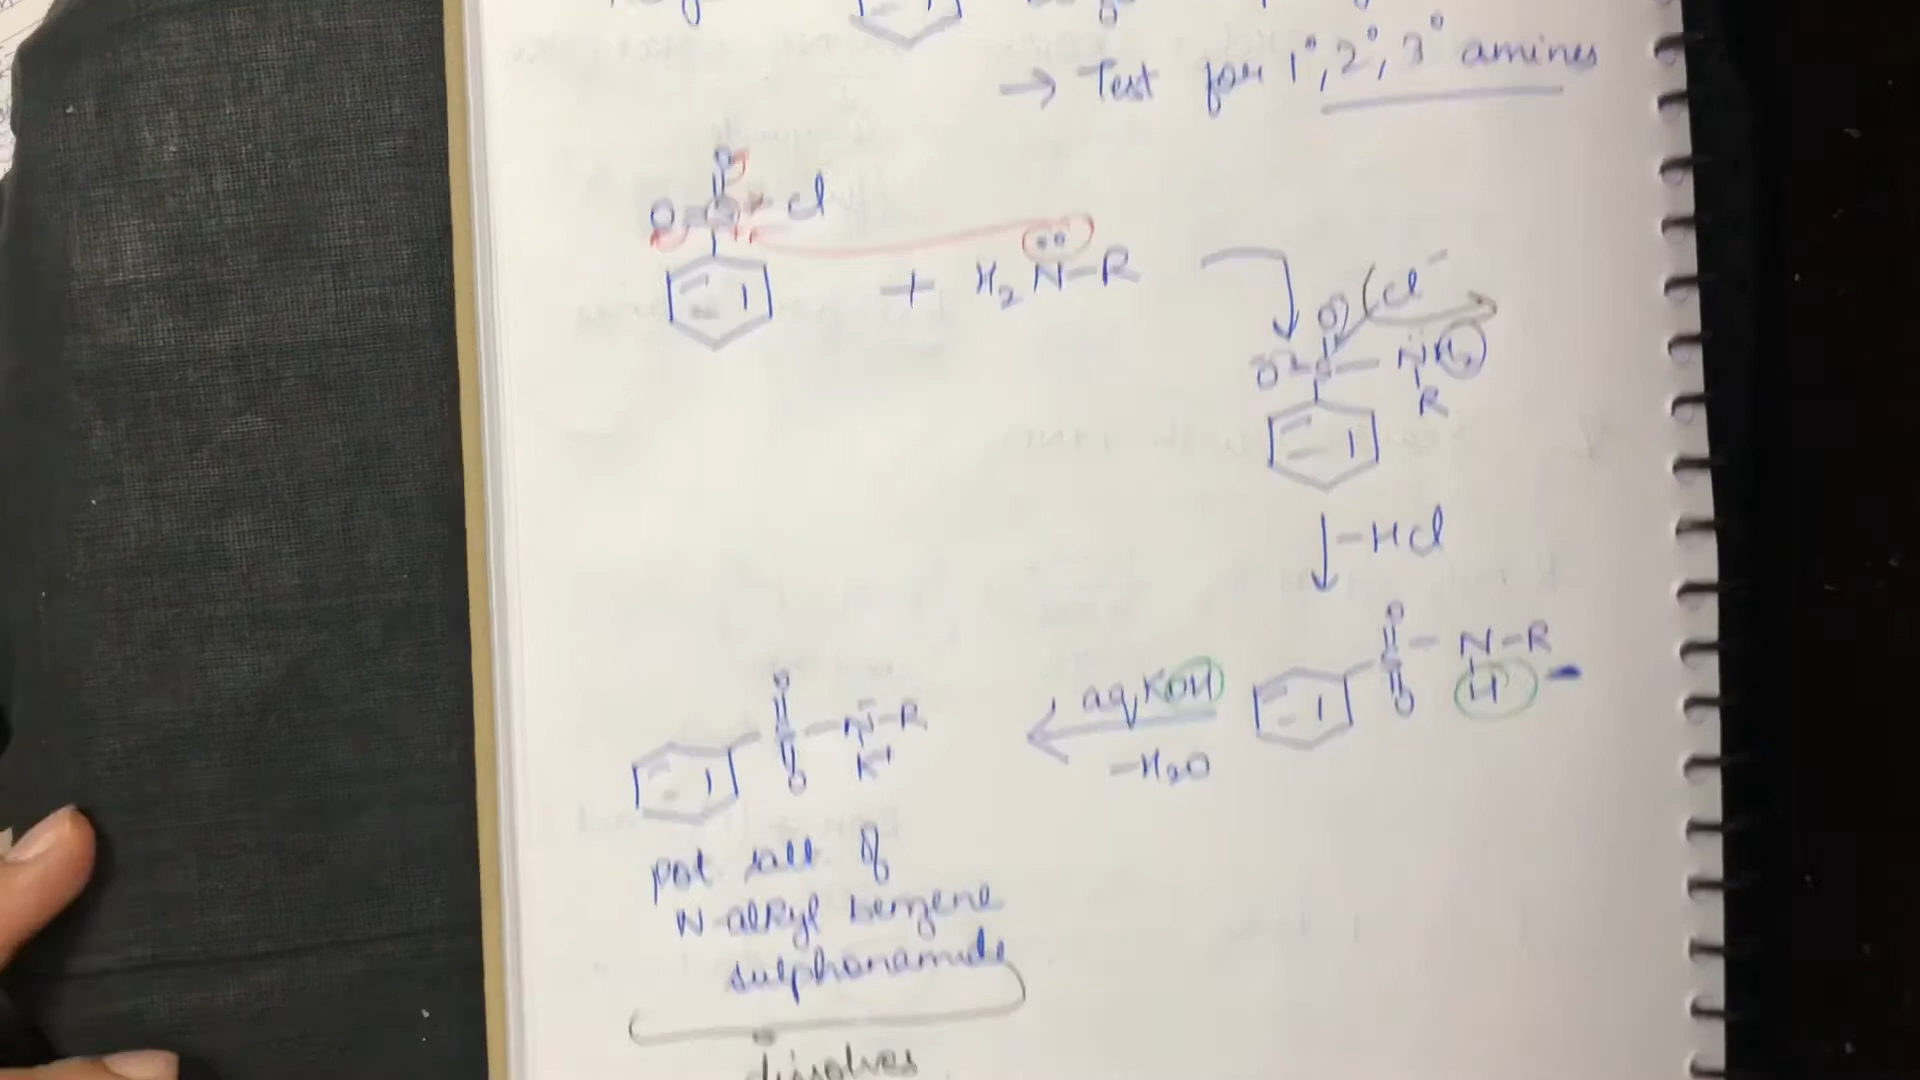 → Test for 1°, 2°, 3° amines
O
O S Cl
+ H₂N̈–R
O (Cl⁻
O⁻ S — NH₂
R
↓ –HCl
O
S — N–R
O H
aq KOH
–H₂O
O
S — N̄–R
O K⁺
pot salt of
N-alkyl benzene
sulphonamide
dissolves